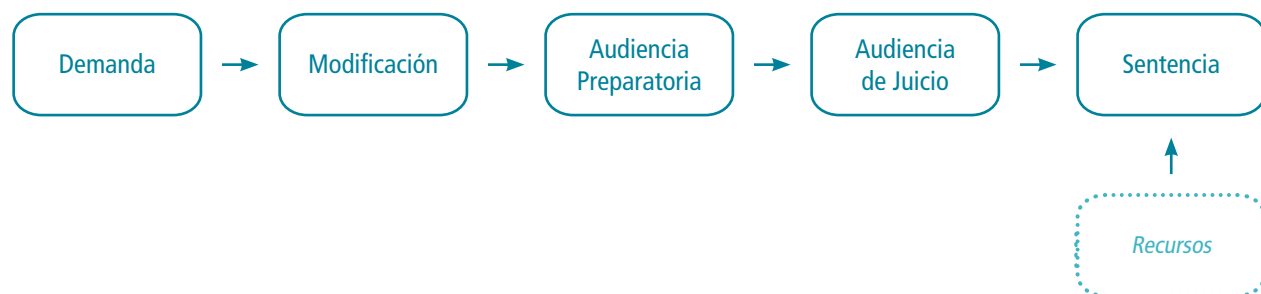 Demanda
Modificación
Audiencia
Preparatoria
Audiencia
de Juicio
Sentencia
Recursos